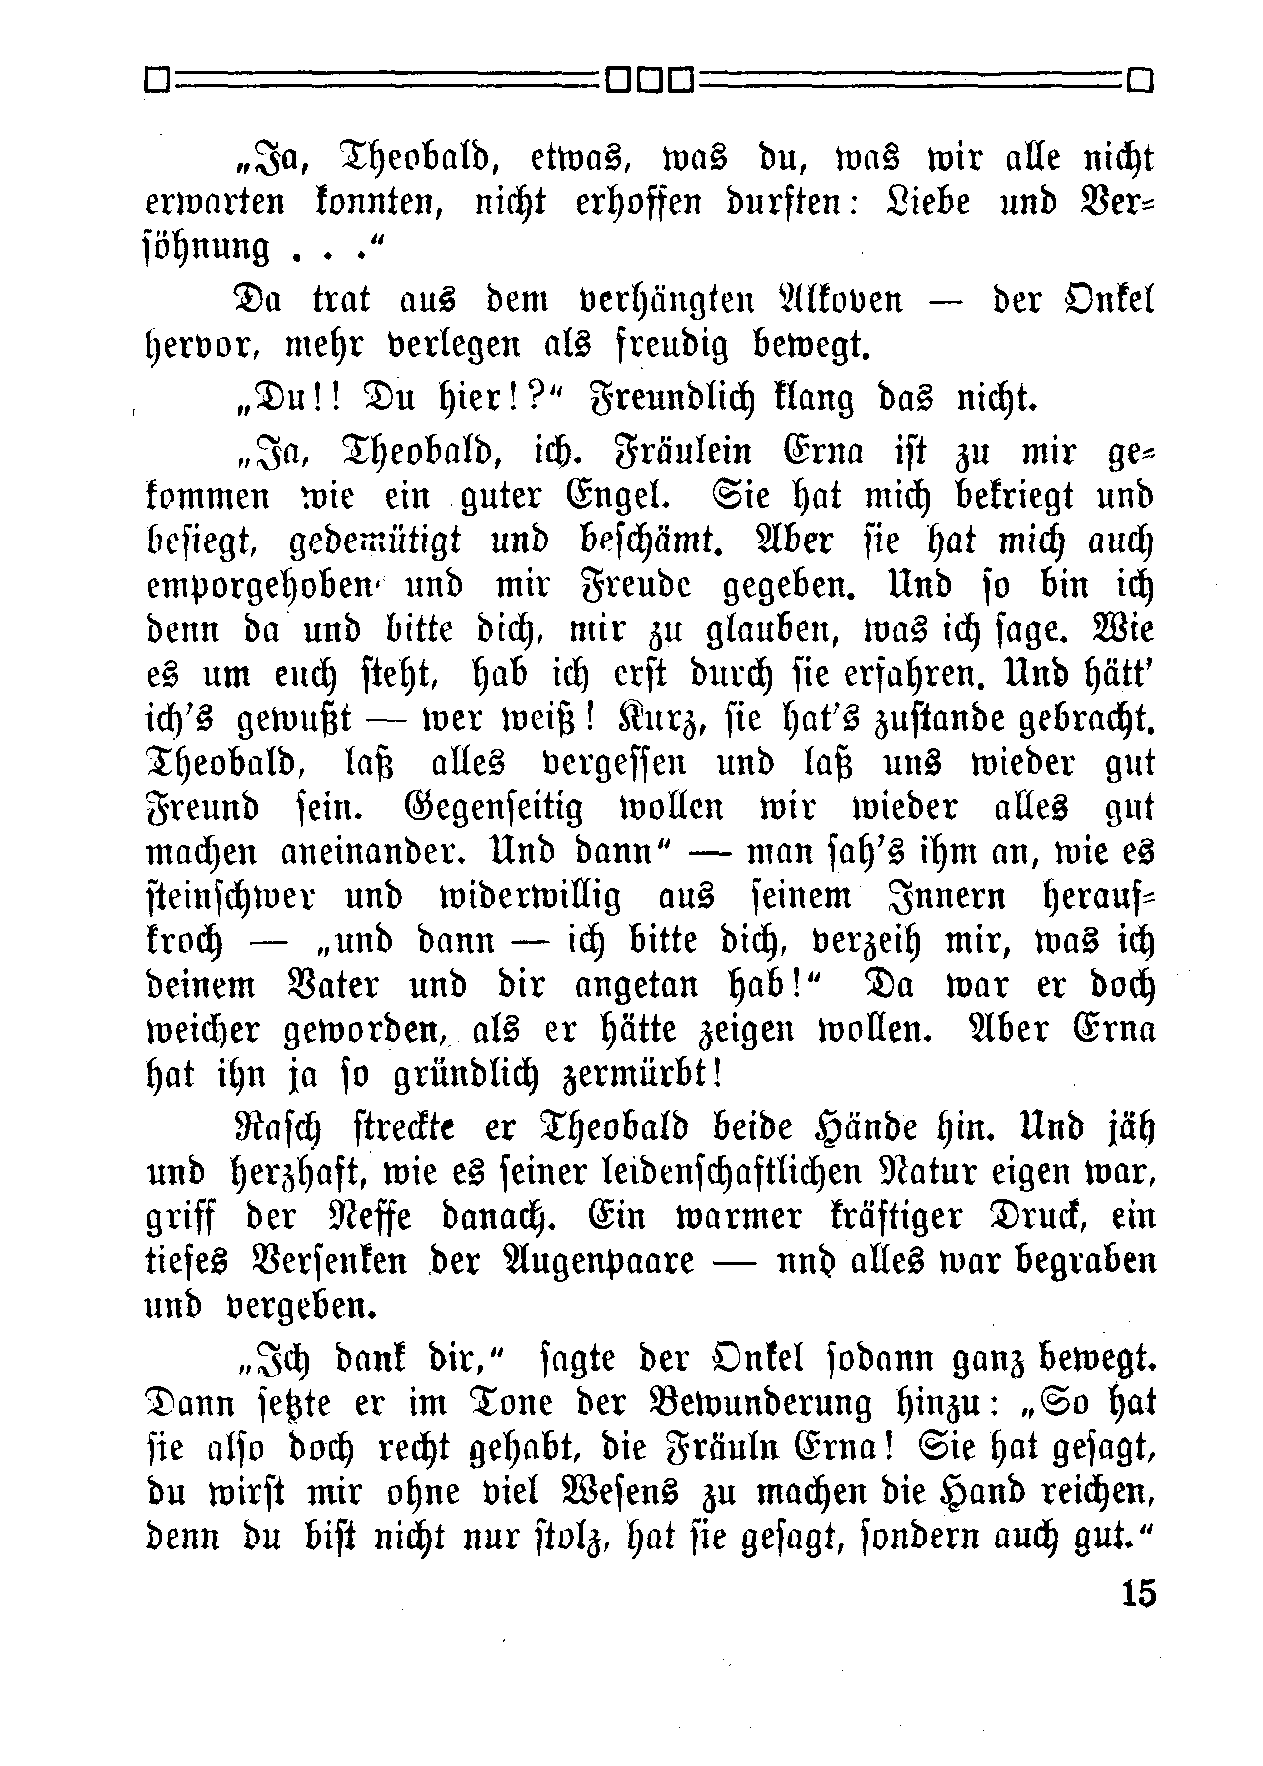 „Ja, Theobald, etwas, was du, was wir alle nicht
erwarten konnten, nicht erhoffen durften: Liebe und Ver-
söhnung . . .“
Da trat aus dem verhängten Alkoven — der Onkel
hervor, mehr verlegen als freudig bewegt.
„Du!! Du hier!?“ Freundlich klang das nicht.
„Ja, Theobald, ich. Fräulein Erna ist zu mir ge-
kommen wie ein guter Engel. Sie hat mich bekriegt und
besiegt, gedemütigt und beschämt. Aber sie hat mich auch
emporgehoben und mir Freude gegeben. Und so bin ich
denn da und bitte dich, mir zu glauben, was ich sage. Wie
es um euch steht, hab ich erst durch sie erfahren. Und hätt’
ich’s gewußt — wer weiß! Kurz, sie hat’s zustande gebracht.
Theobald, laß alles vergessen und laß uns wieder gut
Freund sein. Gegenseitig wollen wir wieder alles gut
machen aneinander. Und dann“ — man sah’s ihm an, wie es
steinschwer und widerwillig aus seinem Innern herauf-
kroch — „und dann — ich bitte dich, verzeih mir, was ich
deinem Vater und dir angetan hab!“ Da war er doch
weicher geworden, als er hätte zeigen wollen. Aber Erna
hat ihn ja so gründlich zermürbt!
Rasch streckte er Theobald beide Hände hin. Und jäh
und herzhaft, wie es seiner leidenschaftlichen Natur eigen war,
griff der Neffe danach. Ein warmer kräftiger Druck, ein
tiefes Versenken der Augenpaare — nnd alles war begraben
und vergeben.
„Ich dank dir,“ sagte der Onkel sodann ganz bewegt.
Dann setzte er im Tone der Bewunderung hinzu: „So hat
sie also doch recht gehabt, die Fräuln Erna! Sie hat gesagt,
du wirst mir ohne viel Wesens zu machen die Hand reichen,
denn du bist nicht nur stolz, hat sie gesagt, sondern auch gut.“
15